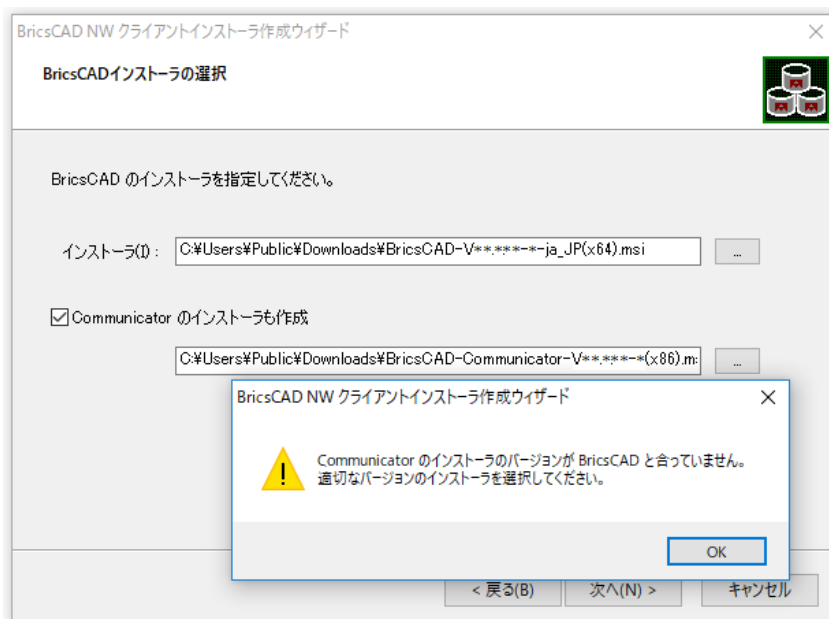 BricsCAD NW クライアントインストーラ作成ウィザード
BricsCADインストーラの選択
BricsCAD のインストーラを指定してください。
インストーラ(I):
C:¥Users¥Public¥Downloads¥BricsCAD-V**.***-*-ja_JP(x64).msi
...
Communicator のインストーラも作成
C:¥Users¥Public¥Downloads¥BricsCAD-Communicator-V**.***-*(x86).m
...
BricsCAD NW クライアントインストーラ作成ウィザード
Communicator のインストーラのバージョンが BricsCAD と合っていません。
適切なバージョンのインストーラを選択してください。
OK
< 戻る(B)
次へ(N) >
キャンセル